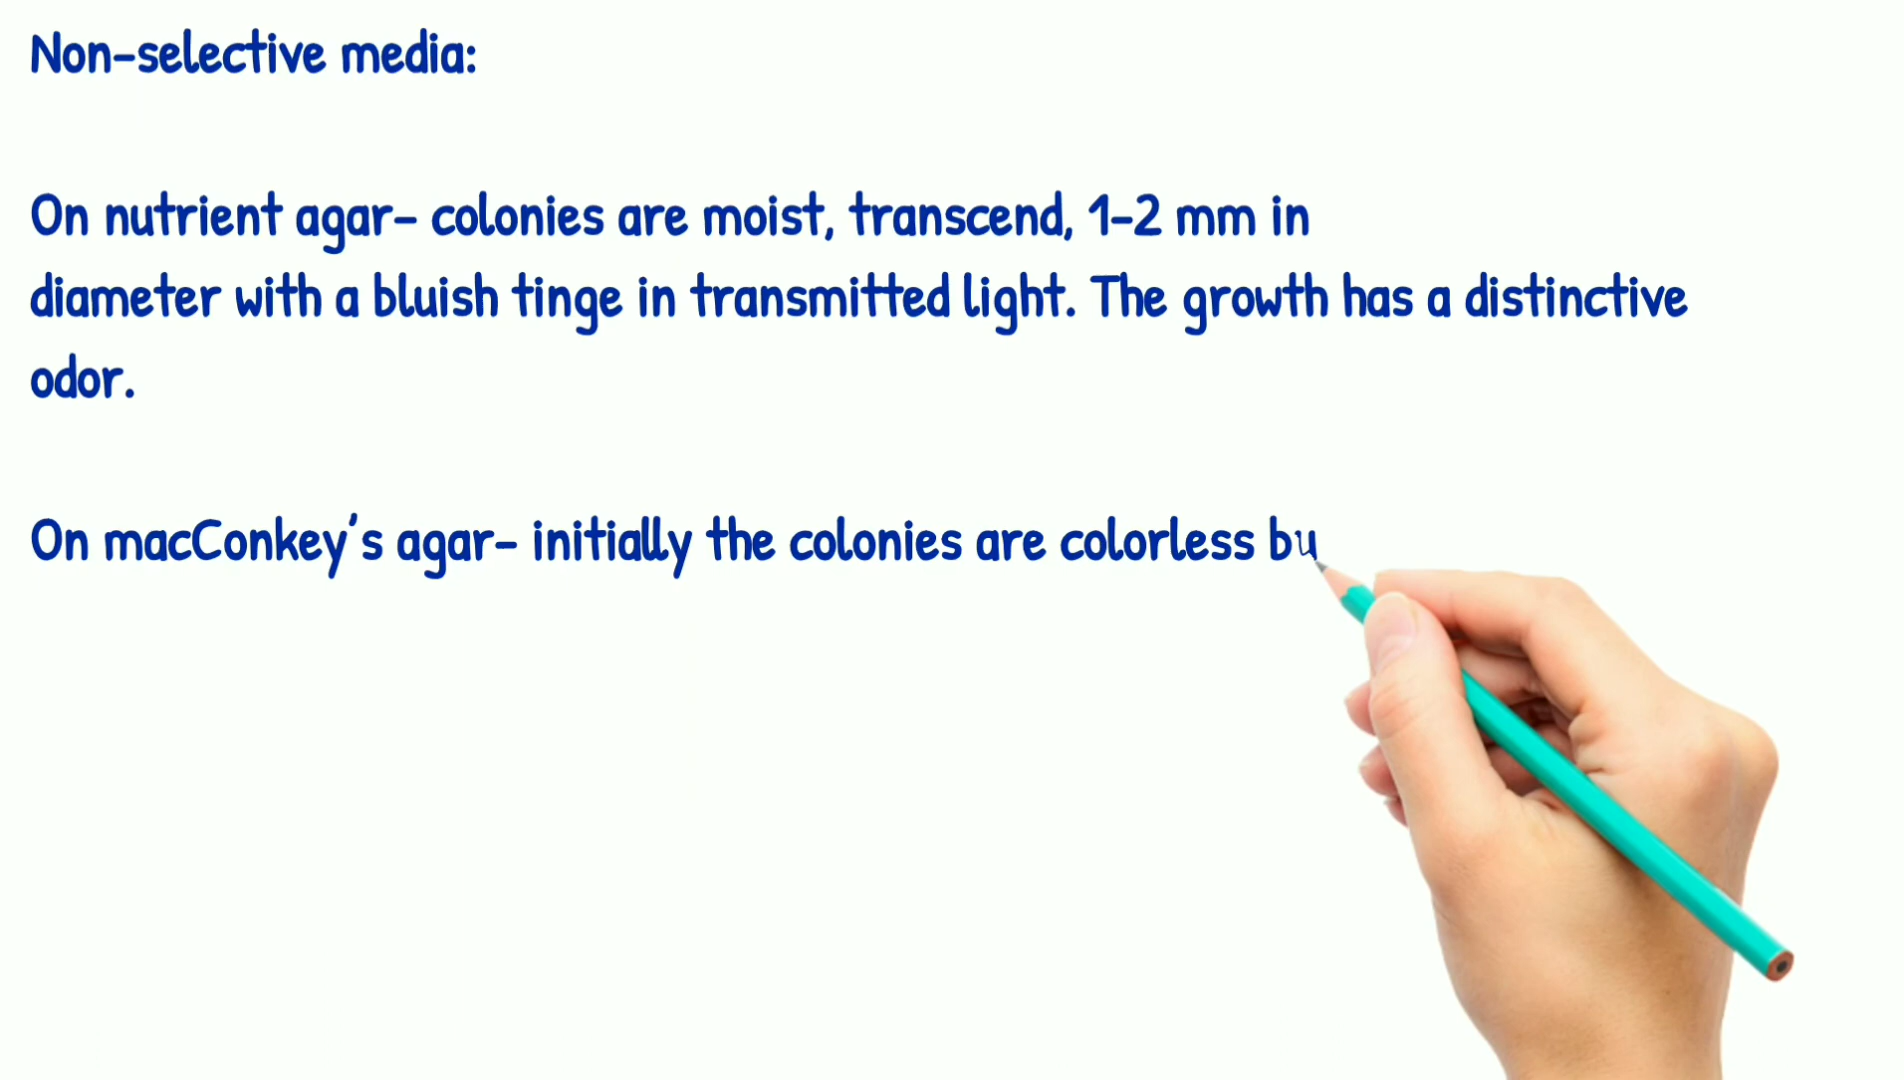 Non-selective media:
On nutrient agar- colonies are moist, transcend, 1-2 mm in
diameter with a bluish tinge in transmitted light. The growth has a distinctive
odor.
On macConkey's agar- initially the colonies are colorless bu